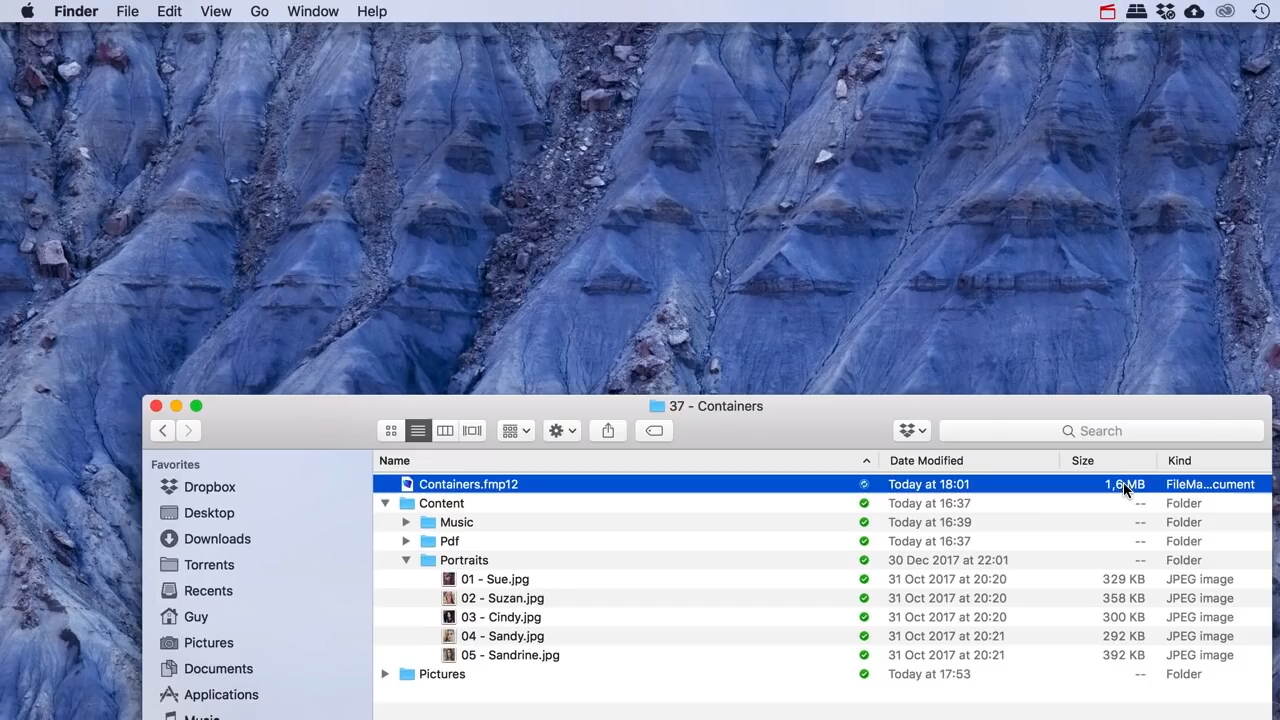 Finder File Edit View Go Window Help
37 - Containers
Search
Favorites
Dropbox
Desktop
Downloads
Torrents
Recents
Guy
Pictures
Documents
Applications
Music
Name Date Modified Size Kind
Containers.fmp12 Today at 18:01 1,6 MB FileMa...cument
Content Today at 16:37 -- Folder
Music Today at 16:39 -- Folder
Pdf Today at 16:37 -- Folder
Portraits 30 Dec 2017 at 22:01 -- Folder
01 - Sue.jpg 31 Oct 2017 at 20:20 329 KB JPEG image
02 - Suzan.jpg 31 Oct 2017 at 20:20 358 KB JPEG image
03 - Cindy.jpg 31 Oct 2017 at 20:20 300 KB JPEG image
04 - Sandy.jpg 31 Oct 2017 at 20:21 292 KB JPEG image
05 - Sandrine.jpg 31 Oct 2017 at 20:21 392 KB JPEG image
Pictures Today at 17:53 -- Folder